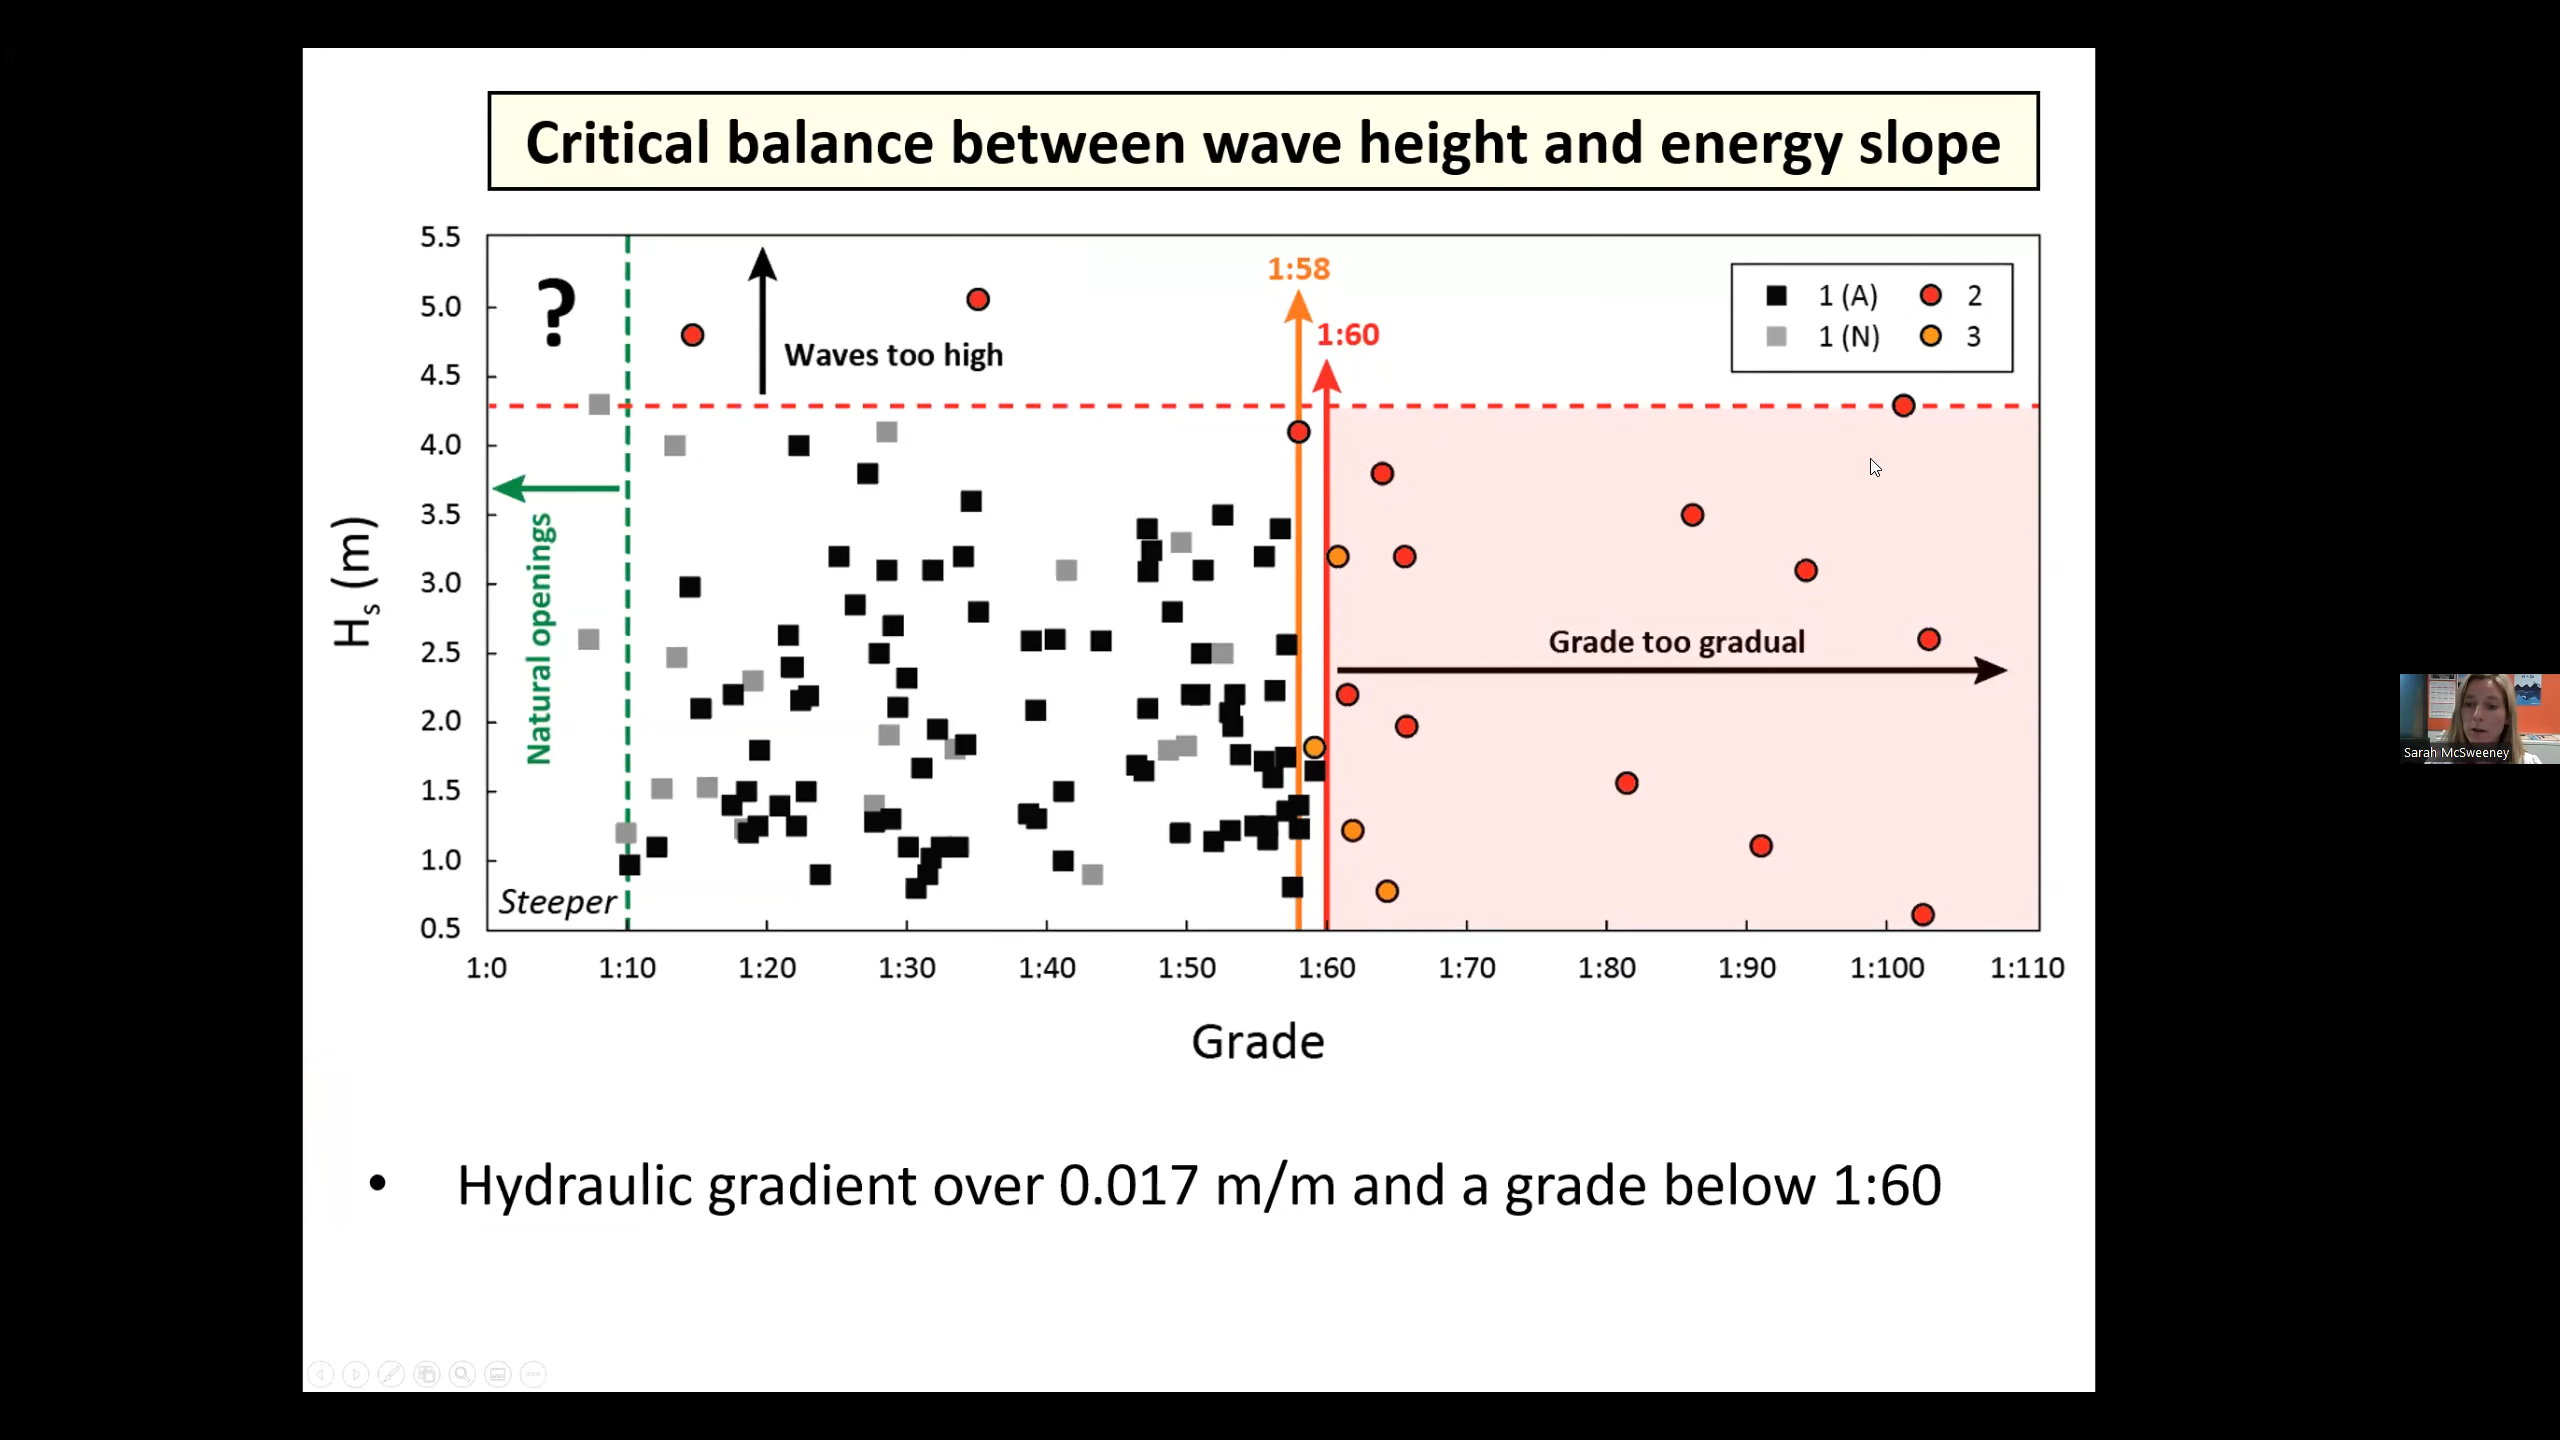 Critical balance between wave height and energy slope
5.5
5.0
4.5
4.0
3.5
3.0
2.5
2.0
1.5
1.0
0.5
Hs (m)
?
Natural openings
Steeper
Waves too high
1:58
1:60
1 (A)
2
1 (N)
3
Grade too gradual
1:0
1:10
1:20
1:30
1:40
1:50
1:60
1:70
1:80
1:90
1:100
1:110
Grade
• Hydraulic gradient over 0.017 m/m and a grade below 1:60
Sarah McSweeney